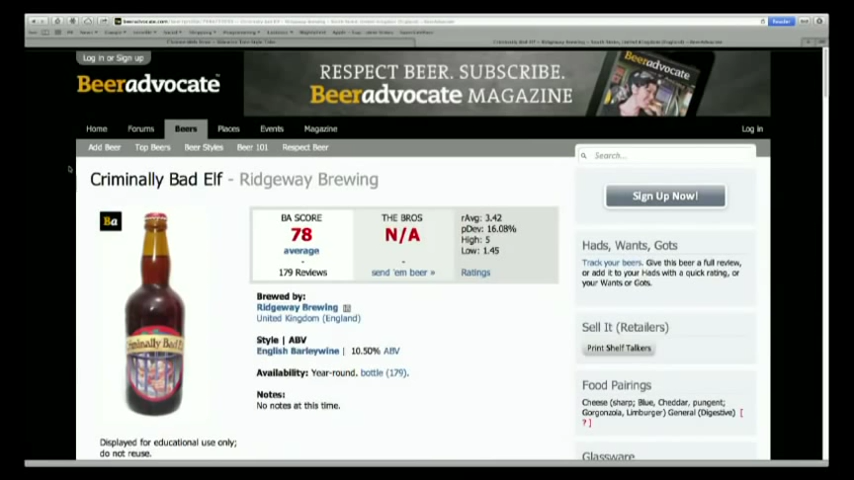 Log in or Sign up
Beeradvocate
RESPECT BEER. SUBSCRIBE.
Beeradvocate MAGAZINE
Beeradvocate
Home Forums Beers Places Events Magazine Log in
Add Beer Top Beers Beer Styles Beer 101 Respect Beer
Search...
Criminally Bad Elf - Ridgeway Brewing
Sign Up Now!
Ba
BA SCORE
78
average
-
179 Reviews
THE BROS
N/A
-
send 'em beer »
rAvg: 3.42
pDev: 16.08%
High: 5
Low: 1.45
Ratings
Brewed by:
Ridgeway Brewing
United Kingdom (England)
Style | ABV
English Barleywine | 10.50% ABV
Availability: Year-round. bottle (179).
Notes:
No notes at this time.
Criminally Bad Elf
Displayed for educational use only;
do not reuse.
Hads, Wants, Gots
Track your beers. Give this beer a full review,
or add it to your Hads with a quick rating, or
your Wants or Gots.
Sell It (Retailers)
Print Shelf Talkers
Food Pairings
Cheese (sharp; Blue, Cheddar, pungent;
Gorgonzola, Limburger) General (Digestive) [
? ]
Glassware
Reader